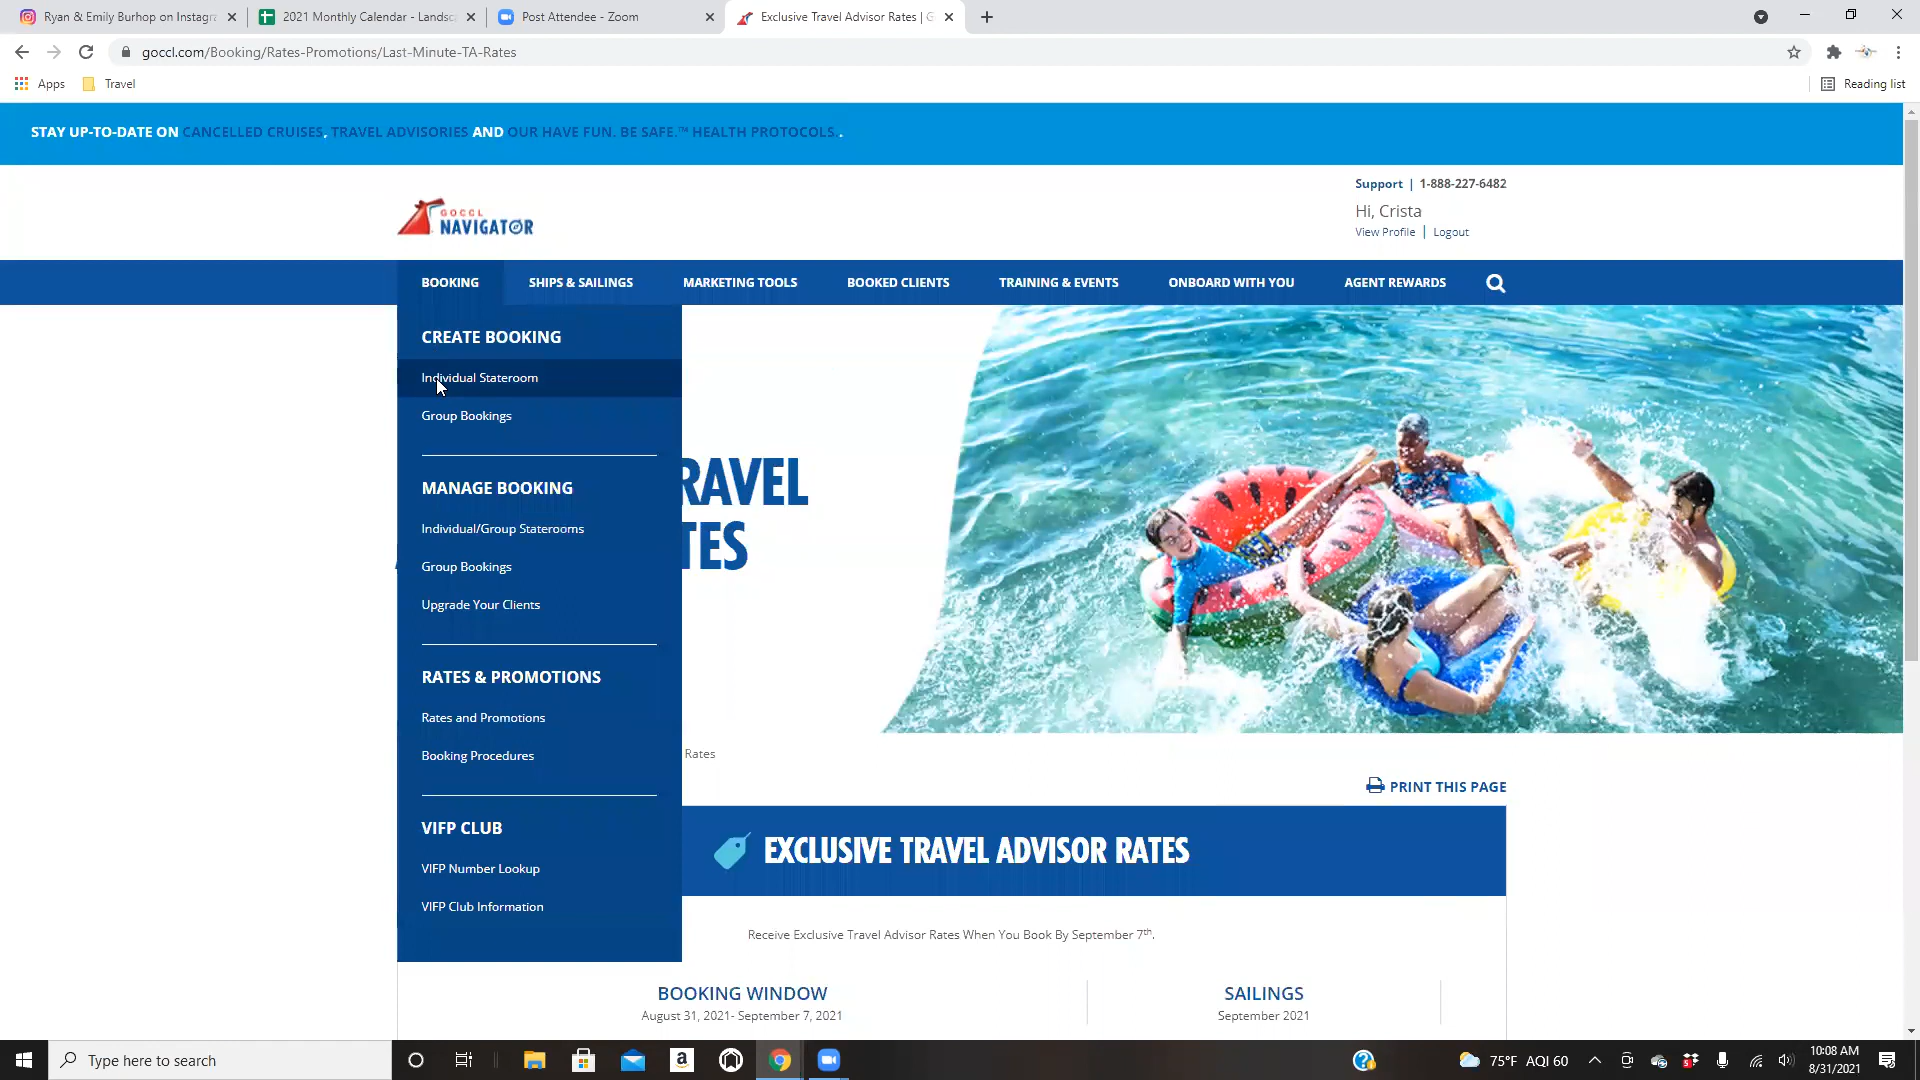 Ryan & Emily Burhop on Instagra
2021 Monthly Calendar - Landsc
Post Attendee - Zoom
Exclusive Travel Advisor Rates | G
goccl.com/Booking/Rates-Promotions/Last-Minute-TA-Rates
Apps
Travel
Reading list
STAY UP-TO-DATE ON CANCELLED CRUISES, TRAVEL ADVISORIES AND OUR HAVE FUN. BE SAFE.™ HEALTH PROTOCOLS. .
Support | 1-888-227-6482
GOCCL
NAVIGATOR
Hi, Crista
View Profile | Logout
BOOKING
SHIPS & SAILINGS
MARKETING TOOLS
BOOKED CLIENTS
TRAINING & EVENTS
ONBOARD WITH YOU
AGENT REWARDS
CREATE BOOKING
Individual Stateroom
Group Bookings
MANAGE BOOKING
Individual/Group Staterooms
Group Bookings
Upgrade Your Clients
RATES & PROMOTIONS
Rates and Promotions
Booking Procedures
VIFP CLUB
VIFP Number Lookup
VIFP Club Information
RAVEL
TES
Rates
PRINT THIS PAGE
EXCLUSIVE TRAVEL ADVISOR RATES
Receive Exclusive Travel Advisor Rates When You Book By September 7th.
BOOKING WINDOW
August 31, 2021- September 7, 2021
SAILINGS
September 2021
Type here to search
75°F AQI 60
10:08 AM
8/31/2021